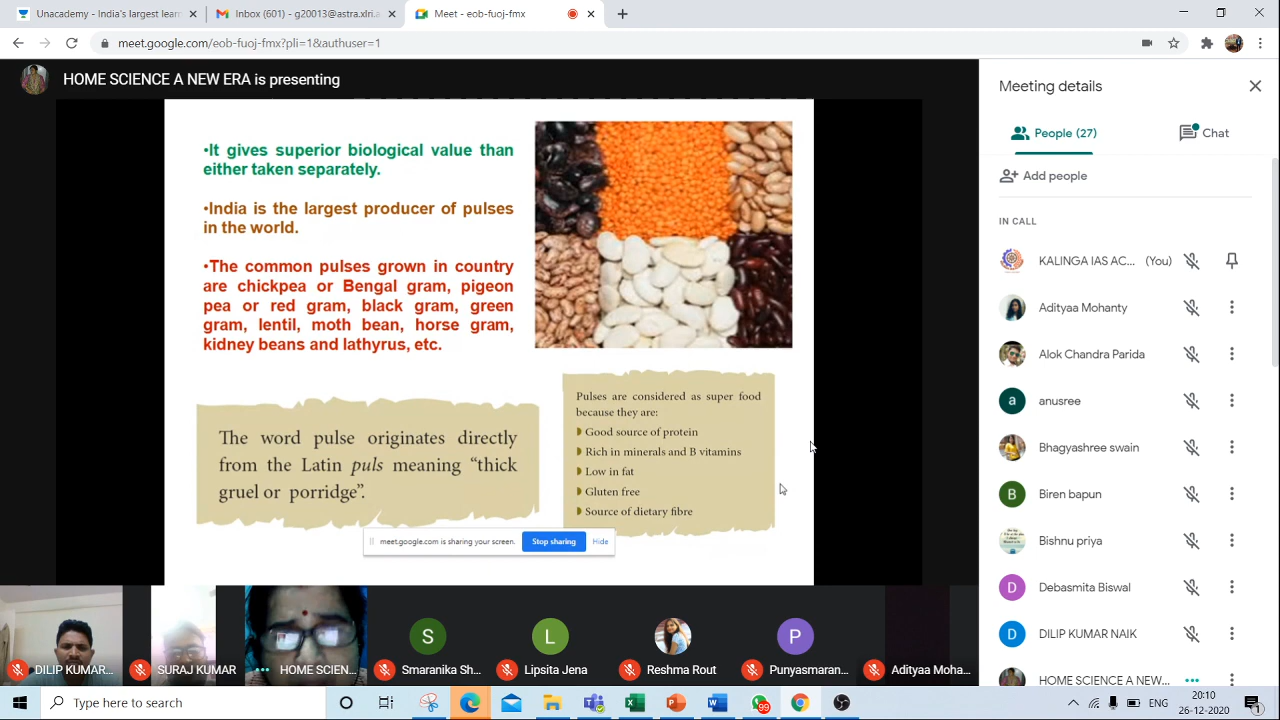 Unacademy - India's largest learn
Inbox (601) - g20013@astra.xlri.a
Meet - eob-fuoj-fmx
meet.google.com/eob-fuoj-fmx?pli=1&authuser=1
HOME SCIENCE A NEW ERA is presenting
•It gives superior biological value than
either taken separately.
•India is the largest producer of pulses
in the world.
•The common pulses grown in country
are chickpea or Bengal gram, pigeon
pea or red gram, black gram, green
gram, lentil, moth bean, horse gram,
kidney beans and lathyrus, etc.
The word pulse originates directly
from the Latin puls meaning “thick
gruel or porridge”.
Pulses are considered as super food
because they are:
Good source of protein
Rich in minerals and B vitamins
Low in fat
Gluten free
Source of dietary fibre
meet.google.com is sharing your screen.
Stop sharing
Hide
DILIP KUMAR...
SURAJ KUMAR
HOME SCIEN...
S
Smaranika Sh...
L
Lipsita Jena
Reshma Rout
P
Punyasmaran...
Adityaa Moha...
Meeting details
People (27)
Chat
Add people
IN CALL
KALINGA IAS AC... (You)
Adityaa Mohanty
Alok Chandra Parida
a
anusree
Bhagyashree swain
B
Biren bapun
Bishnu priya
D
Debasmita Biswal
D
DILIP KUMAR NAIK
HOME SCIENCE A NEW...
Type here to search
99
ENG
20:10
26-12-2020
1